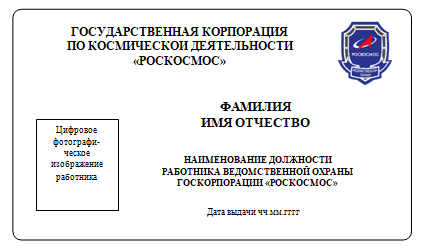 ГОСУДАРСТВЕННАЯ КОРПОРАЦИЯ
ПО КОСМИЧЕСКОЙ ДЕЯТЕЛЬНОСТИ
«РОСКОСМОС»
РОСКОСМОС
ФАМИЛИЯ
ИМЯ ОТЧЕСТВО
Цифровое
фотографи-
ческое
изображение
работника
НАИМЕНОВАНИЕ ДОЛЖНОСТИ
РАБОТНИКА ВЕДОМСТВЕННОЙ ОХРАНЫ
ГОСКОРПОРАЦИИ «РОСКОСМОС»
Дата выдачи чч.мм.гггг